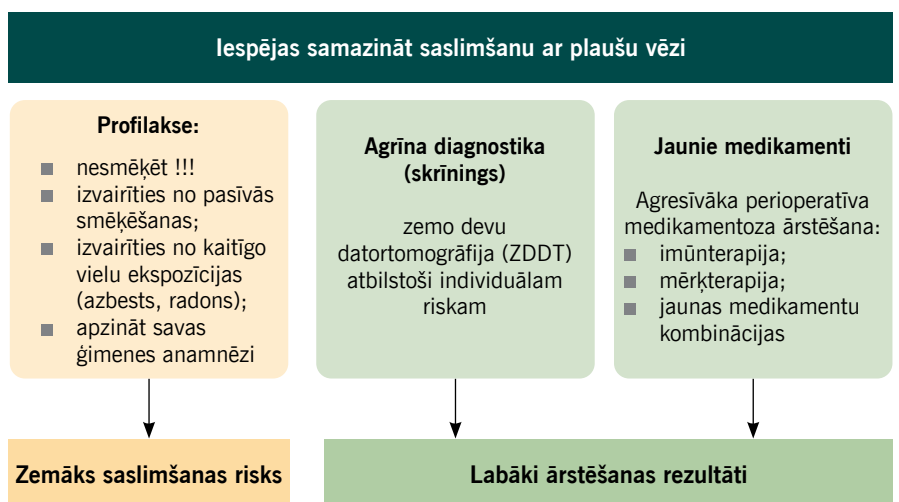 Iespējas samazināt saslimšanu ar plaušu vēzi
Profilakse:
nesmēķēt !!!
izvairīties no pasīvās
smēķēšanas;
izvairīties no kaitīgo
vielu ekspozīcijas
(azbests, radons);
apzināt savas
ģimenes anamnēzi
Agrīna diagnostika
(skrīnings)
zemo devu
datortomogrāfija (ZDDT)
atbilstoši individuālam
riskam
Jaunie medikamenti
Agresīvāka perioperatīva
medikamentoza ārstēšana:
imūnterapija;
mērķterapija;
jaunas medikamentu
kombinācijas
Zemāks saslimšanas risks
Labāki ārstēšanas rezultāti